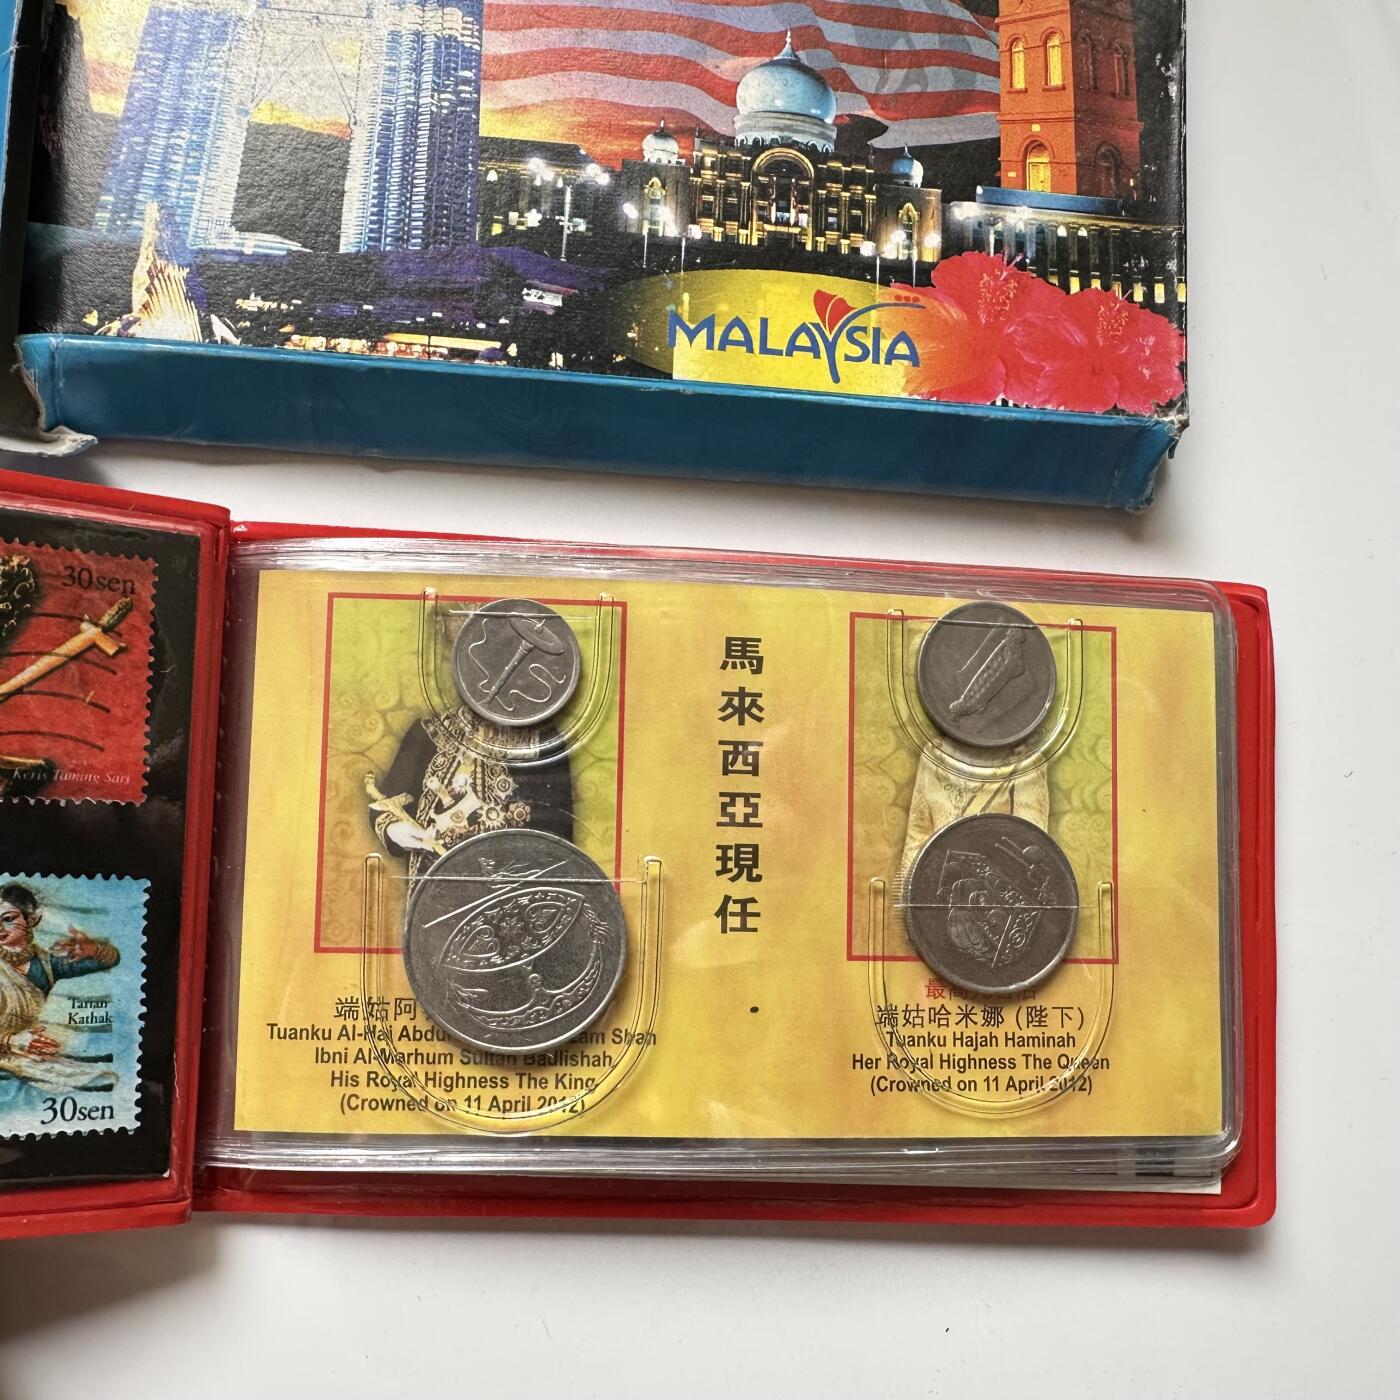 MALAYSIA
30sen
Keris Taming Sari
Tarian
Kathak
30sen
馬來西亞現任
端姑阿
Tuanku Al-Haj Abdu zam Shah
Ibni Al-Marhum Sultan Badlishah
His Royal Highness The King
(Crowned on 11 April 2012)
端姑哈米娜 (陛下)
Tuanku Hajah Haminah
Her Royal Highness The Queen
(Crowned on 11 April 2012)